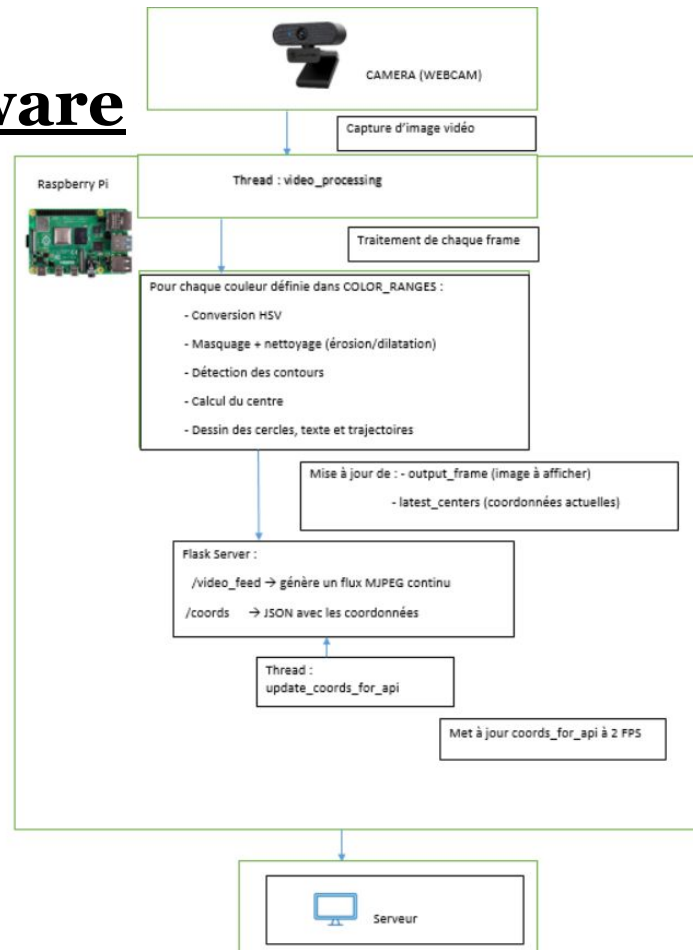 ware
CAMERA (WEBCAM)
Capture d'image vidéo
Raspberry Pi
Thread : video_processing
Traitement de chaque frame
Pour chaque couleur définie dans COLOR_RANGES :
- Conversion HSV
- Masquage + nettoyage (érosion/dilatation)
- Détection des contours
- Calcul du centre
- Dessin des cercles, texte et trajectoires
Mise à jour de : - output_frame (image à afficher)
- latest_centers (coordonnées actuelles)
Flask Server :
/video_feed → génère un flux MJPEG continu
/coords → JSON avec les coordonnées
Thread :
update_coords_for_api
Met à jour coords_for_api à 2 FPS
Serveur